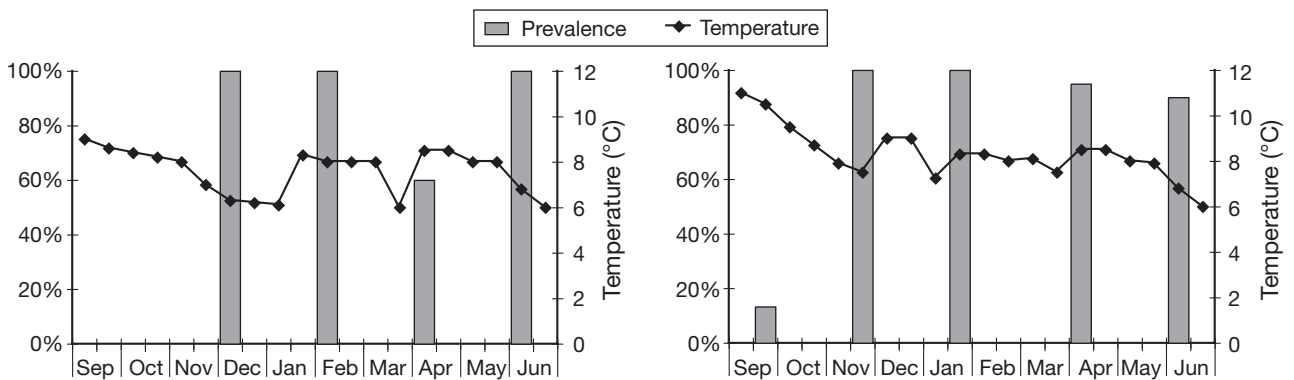 Prevalence Temperature
100% 12 100% 12
80% 10 80% 10
60% 8 60% 8
40% 6 40% 6
20% 4 20% 4
0% 2 0% 2
0 0
Temperature (°C) Temperature (°C)
Sep Oct Nov Dec Jan Feb Mar Apr May Jun Sep Oct Nov Dec Jan Feb Mar Apr May Jun